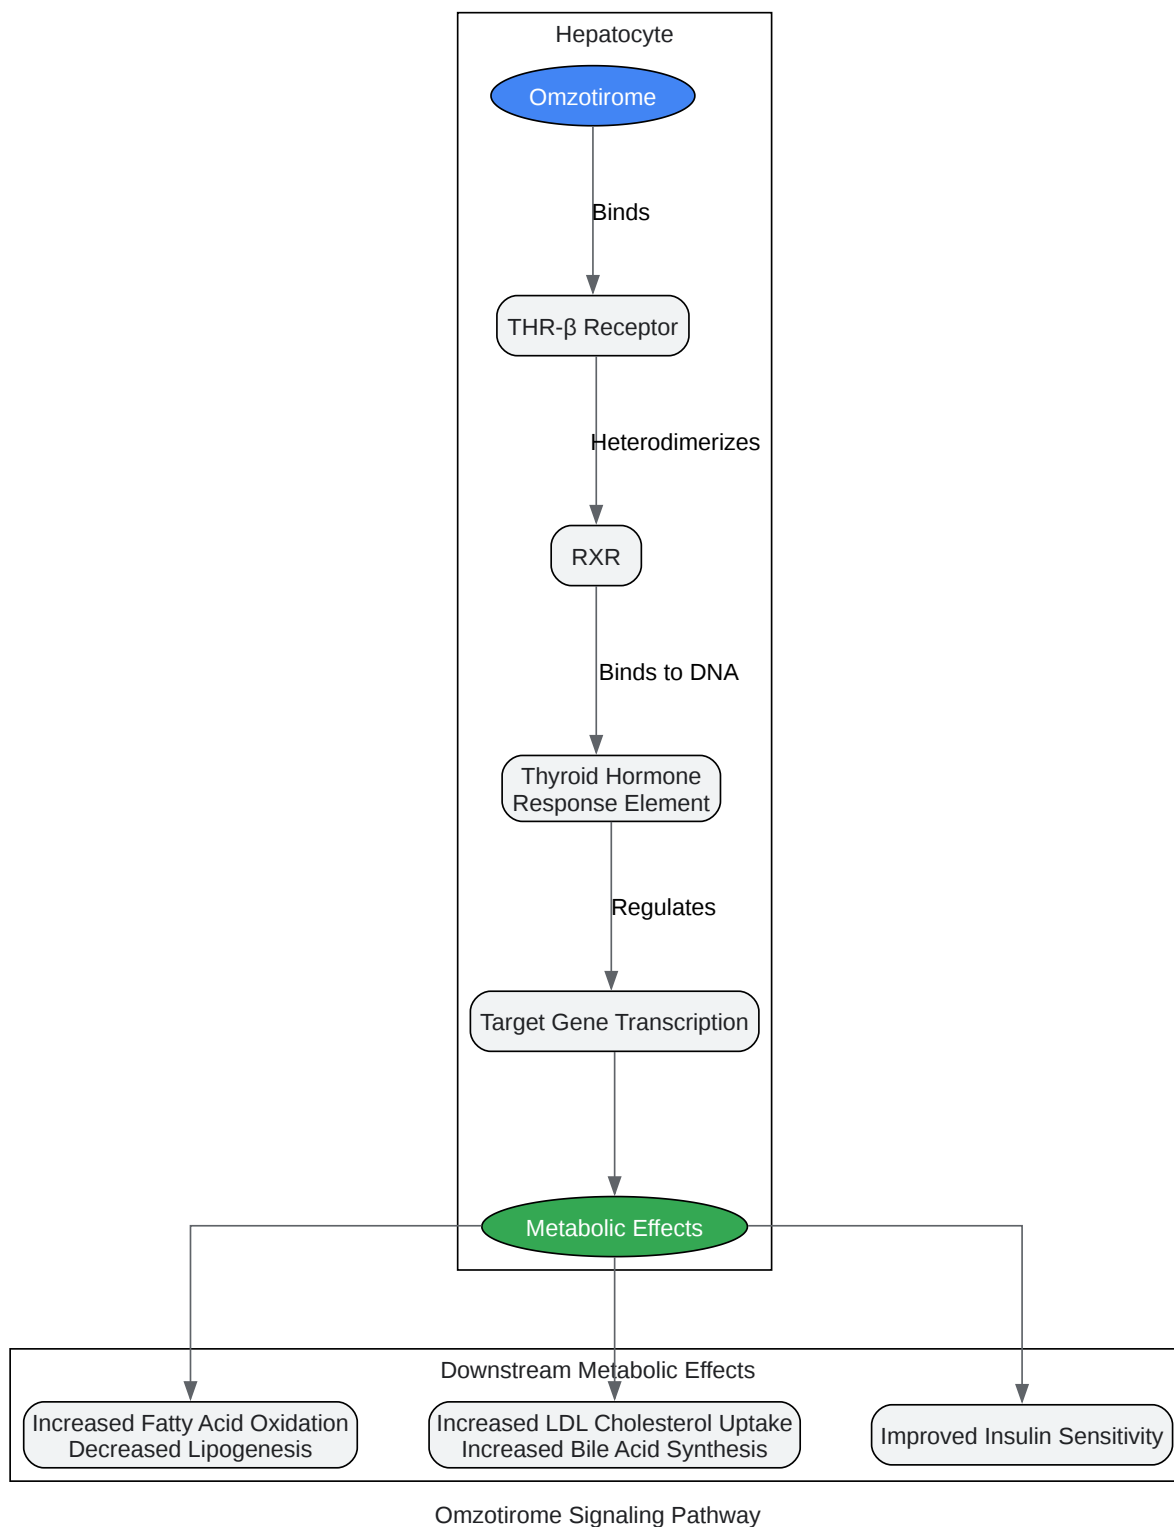 Hepatocyte
Omzotirome
Binds
THR-β Receptor
Heterodimerizes
RXR
Binds to DNA
Thyroid Hormone
Response Element
Regulates
Target Gene Transcription
Metabolic Effects
Downstream Metabolic Effects
Increased Fatty Acid Oxidation
Decreased Lipogenesis
Increased LDL Cholesterol Uptake
Increased Bile Acid Synthesis
Improved Insulin Sensitivity
Omzotirome Signaling Pathway